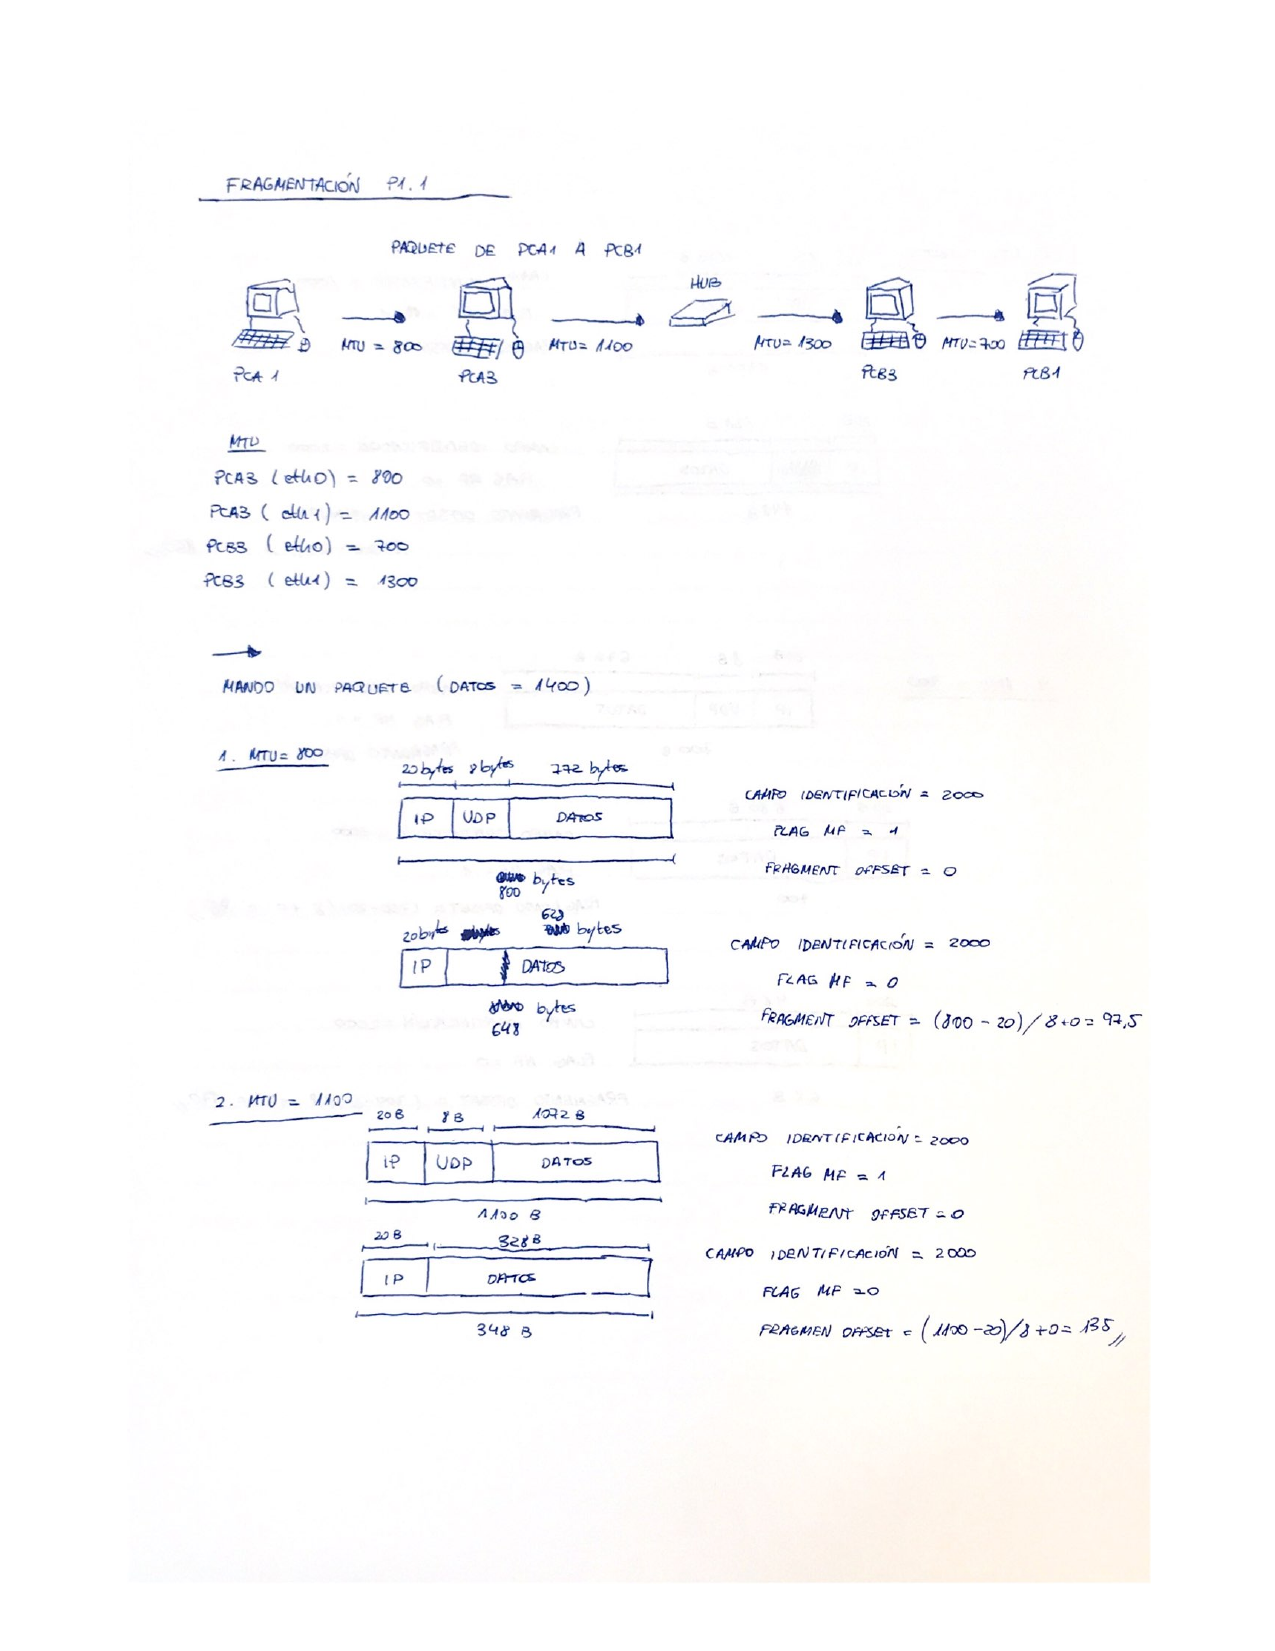 FRAGMENTACIÓN P1.1
PAQUETE DE PCA1 A PCB1
HUB
MTU = 800 MTU = 1100 MTU = 1300 MTU = 700
PCA 1 PCA3 PCB3 PCB1
MTU
PCA3 (eth0) = 800
PCA3 (eth1) = 1100
PCB3 (eth0) = 700
PCB3 (eth1) = 1300
MANDO UN PAQUETE (DATOS = 1400)
1. MTU = 800
20 bytes 8 bytes 772 bytes
IP UDP DATOS
bytes
800
CAMPO IDENTIFICACIÓN = 2000
FLAG MF = 1
FRAGMENT OFFSET = 0
628
20 bytes bytes
IP DATOS
bytes
648
CAMPO IDENTIFICACIÓN = 2000
FLAG MF = 0
FRAGMENT OFFSET = (800 - 20) / 8 + 0 = 97,5
2. MTU = 1100
20 B 8 B 1072 B
IP UDP DATOS
1100 B
CAMPO IDENTIFICACIÓN = 2000
FLAG MF = 1
FRAGMENT OFFSET = 0
20 B 328 B
IP DATOS
348 B
CAMPO IDENTIFICACIÓN = 2000
FLAG MF = 0
FRAGMEN OFFSET = (1100 - 20) / 8 + 0 = 135